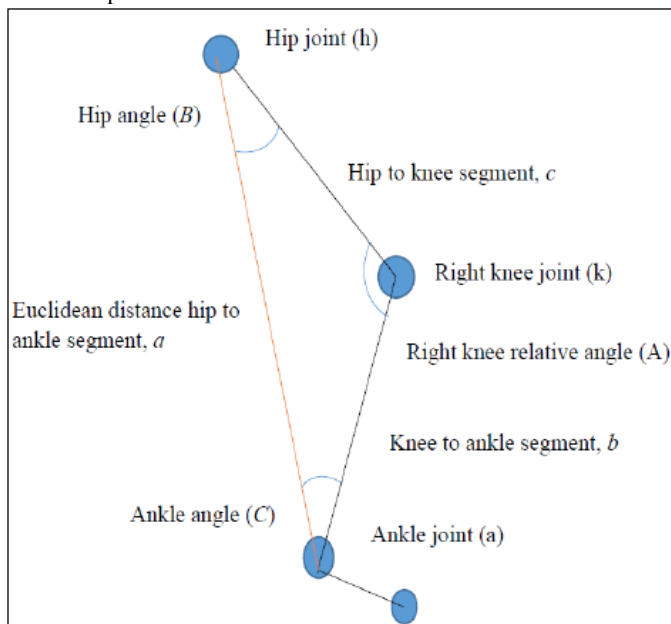 Hip joint (h)
Hip angle (B)
Hip to knee segment, c
Right knee joint (k)
Euclidean distance hip to
ankle segment, a
Right knee relative angle (A)
Knee to ankle segment, b
Ankle angle (C)
Ankle joint (a)